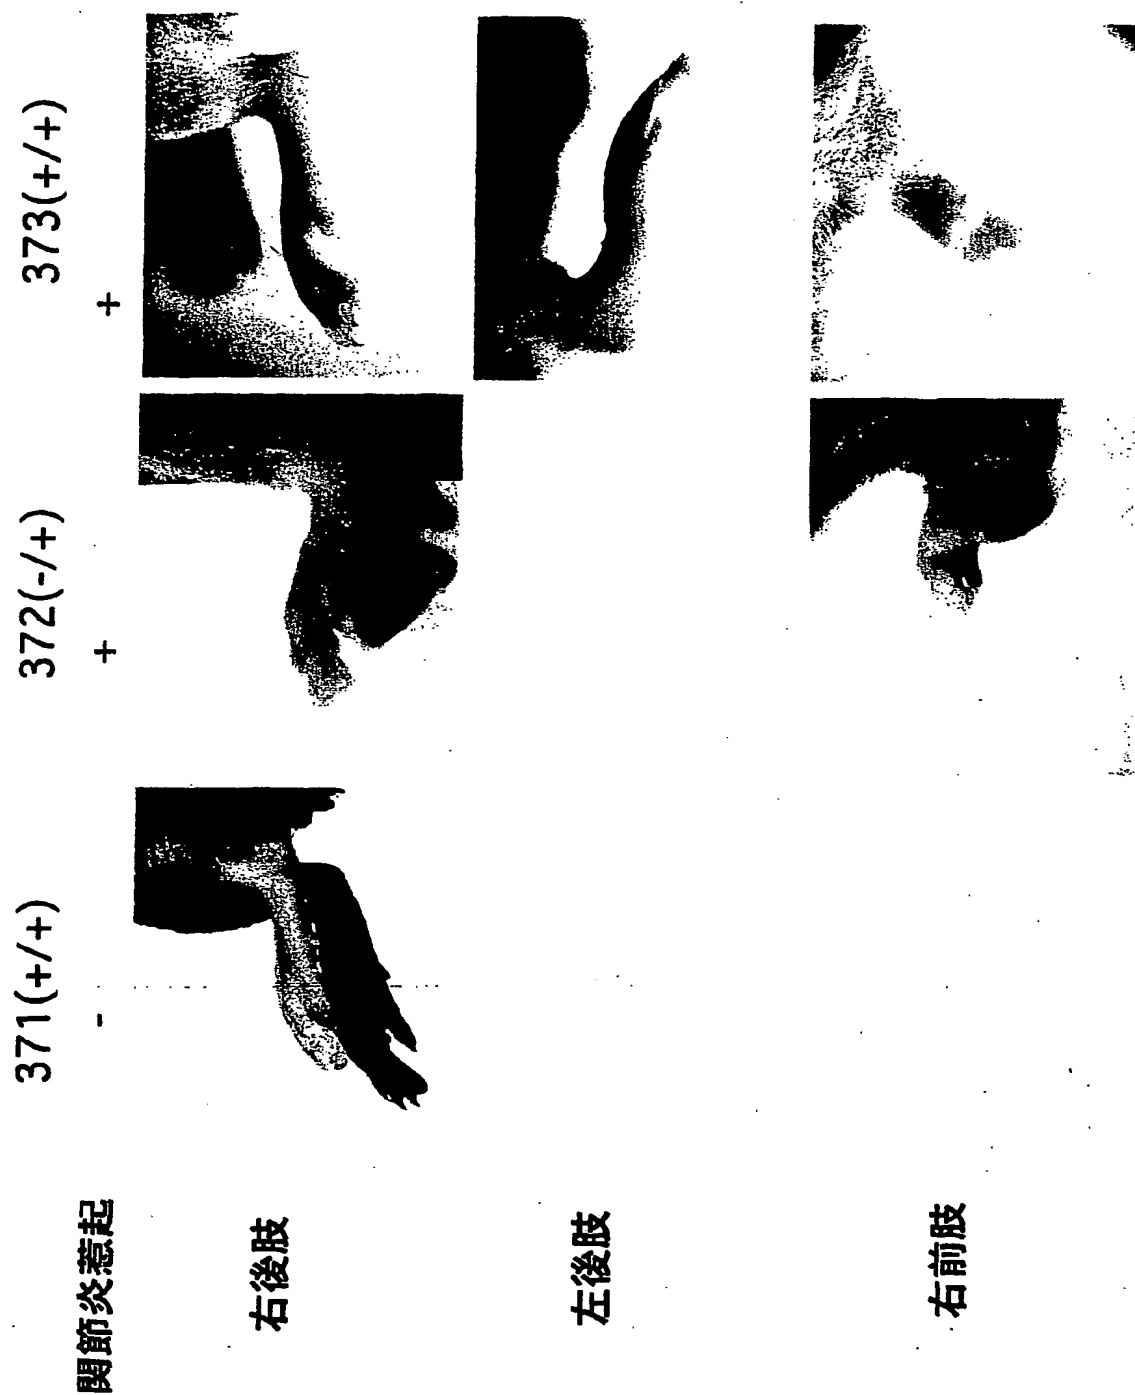 371(+/+) 372(-/+) 373(+/+)
関節炎惹起 - + +
右後肢
左後肢
右前肢